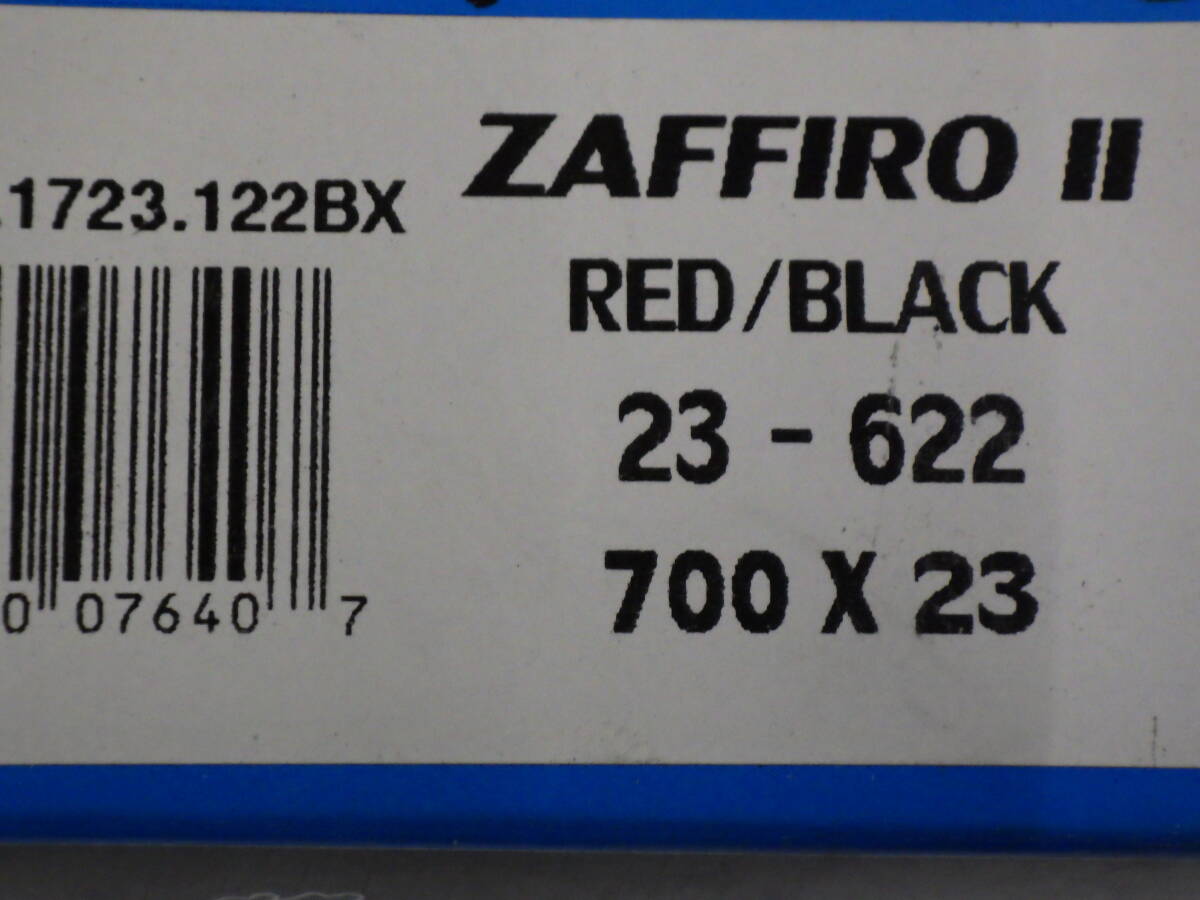 ZAFFIRO II
.1723.122BX
RED/BLACK
23 - 622
700 X 23
0 07640 7